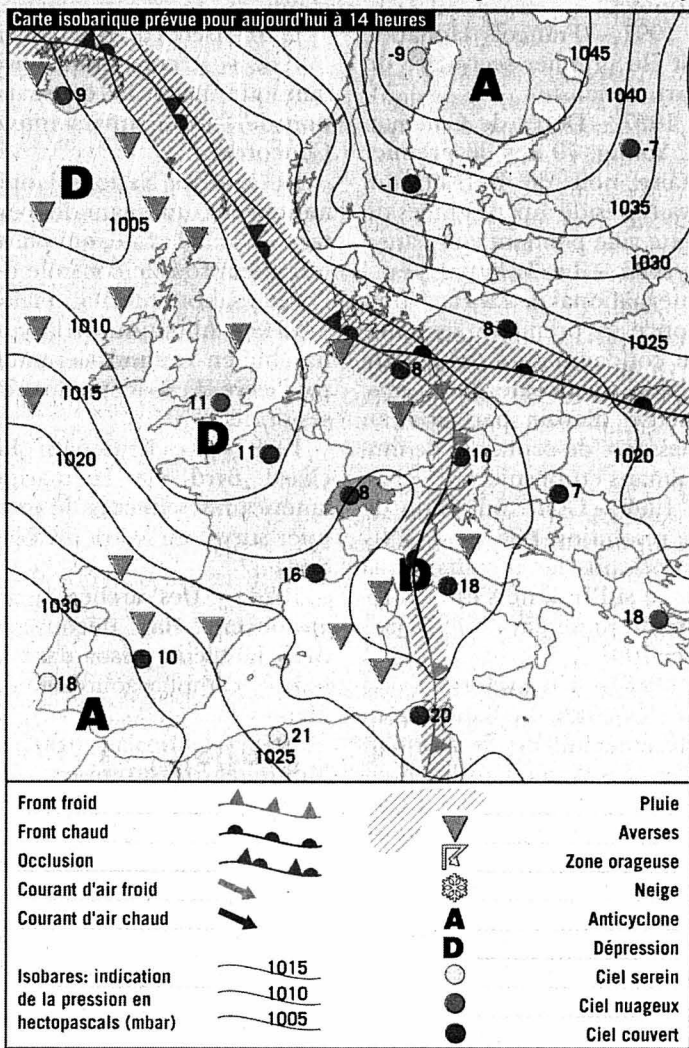 Carte isobarique prévue pour aujourd'hui à 14 heures
-9
1045
9
A
1040
-7
D
-1
1005
1035
1030
1010
8
1025
1015
8
11
D
11
10
1020
1020
8
7
16
D
18
1030
18
10
18
A
20
21
1025
Front froid
Pluie
Front chaud
Averses
Occlusion
Zone orageuse
Courant d'air froid
Neige
Courant d'air chaud
A
Anticyclone
D
Dépression
Isobares: indication
1015
Ciel serein
de la pression en
1010
Ciel nuageux
hectopascals (mbar)
1005
Ciel couvert